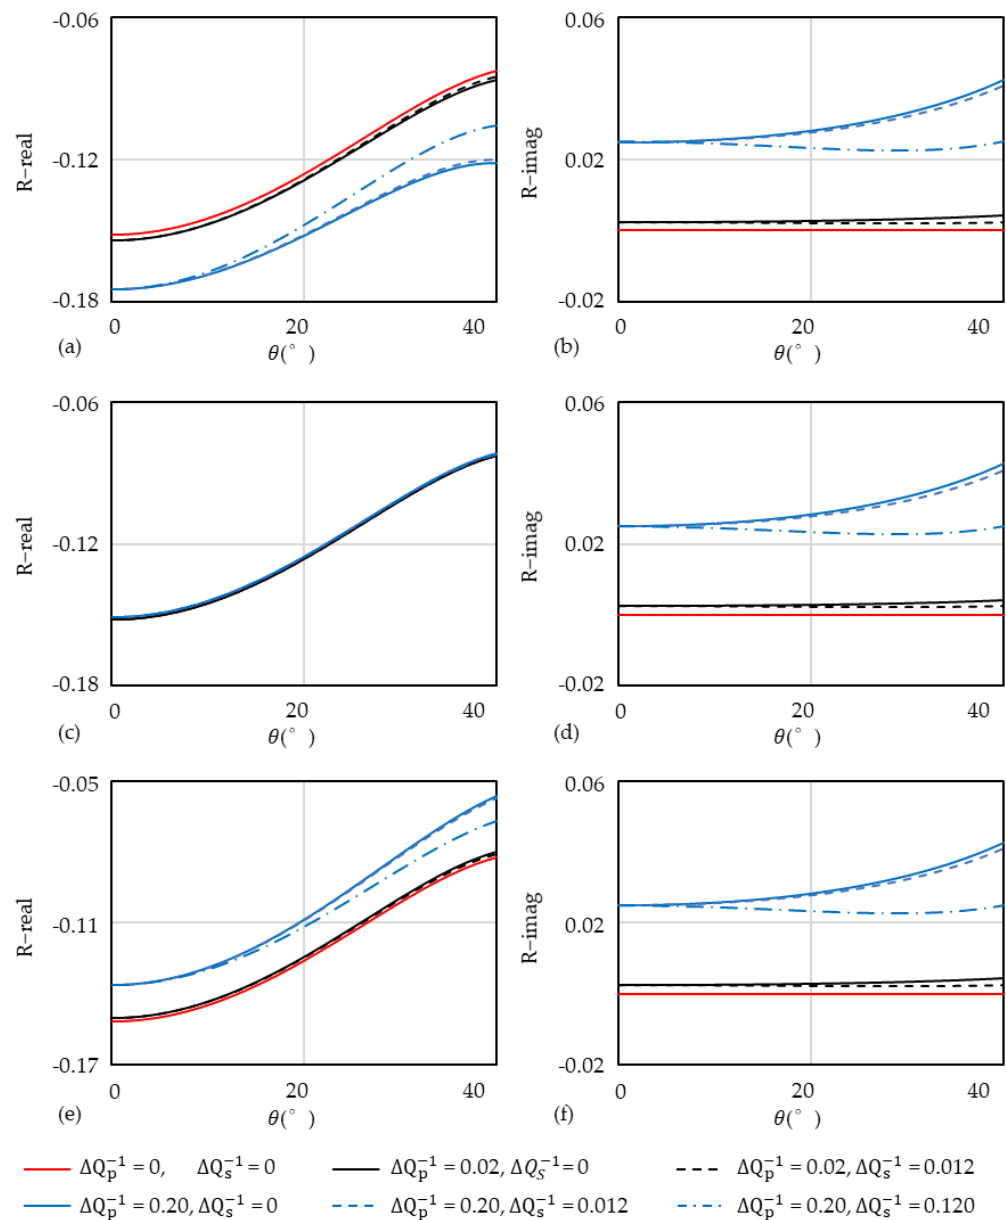 -0.06
R−real
-0.12
-0.18
0 20 40
(a)
θ(° )
0.06
R−imag
0.02
-0.02
0 20 40
(b)
θ(° )
-0.06
R−real
-0.12
-0.18
0 20 40
(c)
θ(° )
0.06
R−imag
0.02
-0.02
0 20 40
(d)
θ(° )
-0.05
R−real
-0.11
-0.17
0 20 40
(e)
θ(° )
0.06
R−imag
0.02
-0.02
0 20 40
(f)
θ(° )
ΔQp⁻¹ = 0, ΔQs⁻¹ = 0
ΔQp⁻¹ = 0.02, ΔQS⁻¹= 0
ΔQp⁻¹ = 0.02, ΔQs⁻¹ = 0.012
ΔQp⁻¹ = 0.20, ΔQs⁻¹ = 0
ΔQp⁻¹ = 0.20, ΔQs⁻¹ = 0.012
ΔQp⁻¹ = 0.20, ΔQs⁻¹ = 0.120